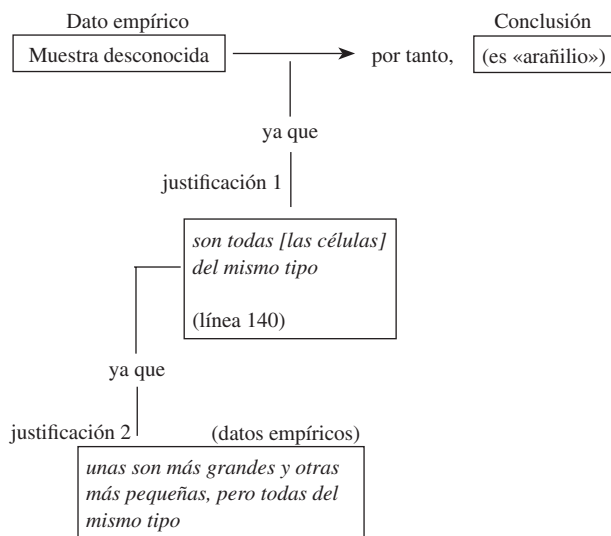 Dato empírico
Conclusión
Muestra desconocida
por tanto,
(es «arañilio»)
ya que
justificación 1
son todas [las células]
del mismo tipo
(línea 140)
ya que
justificación 2
(datos empíricos)
unas son más grandes y otras
más pequeñas, pero todas del
mismo tipo